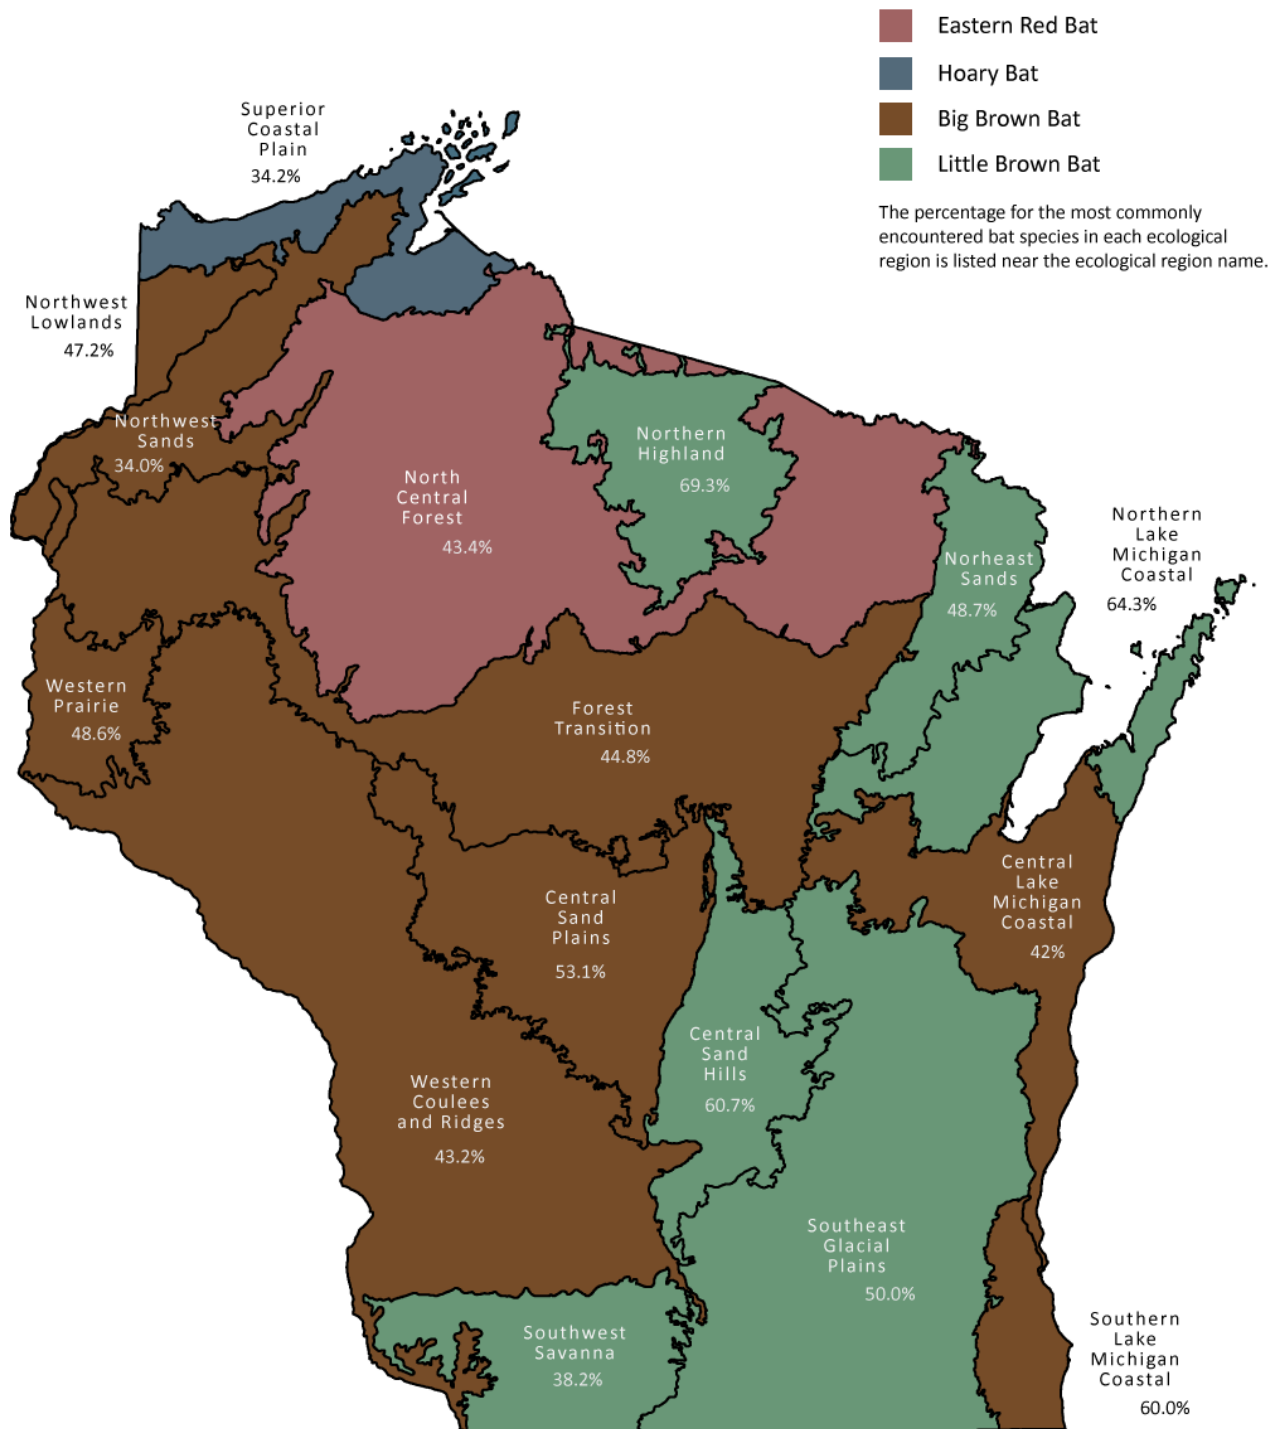 Eastern Red Bat
Hoary Bat
Big Brown Bat
Little Brown Bat
The percentage for the most commonly
encountered bat species in each ecological
region is listed near the ecological region name.
Superior
Coastal
Plain
34.2%
Northwest
Lowlands
47.2%
Northwest
Sands
34.0%
North
Central
Forest
43.4%
Northern
Highland
69.3%
Norheast
Sands
48.7%
Northern
Lake
Michigan
Coastal
64.3%
Western
Prairie
48.6%
Forest
Transition
44.8%
Central
Sand
Plains
53.1%
Central
Lake
Michigan
Coastal
42%
Central
Sand
Hills
60.7%
Western
Coulees
and Ridges
43.2%
Southeast
Glacial
Plains
50.0%
Southwest
Savanna
38.2%
Southern
Lake
Michigan
Coastal
60.0%